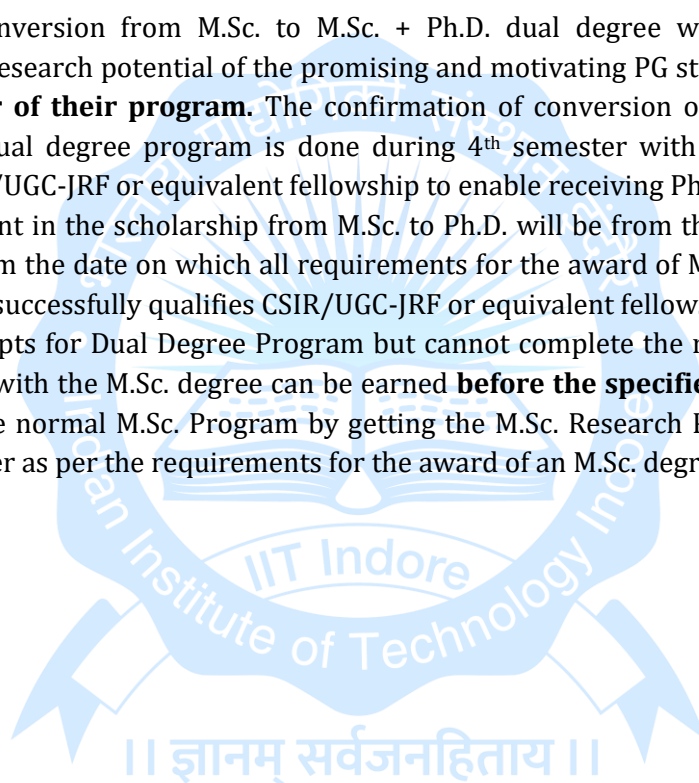 nversion from M.Sc. to M.Sc. + Ph.D. dual degree w
esearch potential of the promising and motivating PG st
r of their program. The confirmation of conversion o
ual degree program is done during 4th semester with
/UGC-JRF or equivalent fellowship to enable receiving Ph
nt in the scholarship from M.Sc. to Ph.D. will be from th
m the date on which all requirements for the award of M
successfully qualifies CSIR/UGC-JRF or equivalent fellows
pts for Dual Degree Program but cannot complete the r
with the M.Sc. degree can be earned before the specifie
e normal M.Sc. Program by getting the M.Sc. Research P
er as per the requirements for the award of an M.Sc. degr
भारतीय प्रौद्योगिकी संस्थान इंदौर
Indian Institute of Technology Indore
IIT Indore
।। ज्ञानम् सर्वजनहिताय ।।